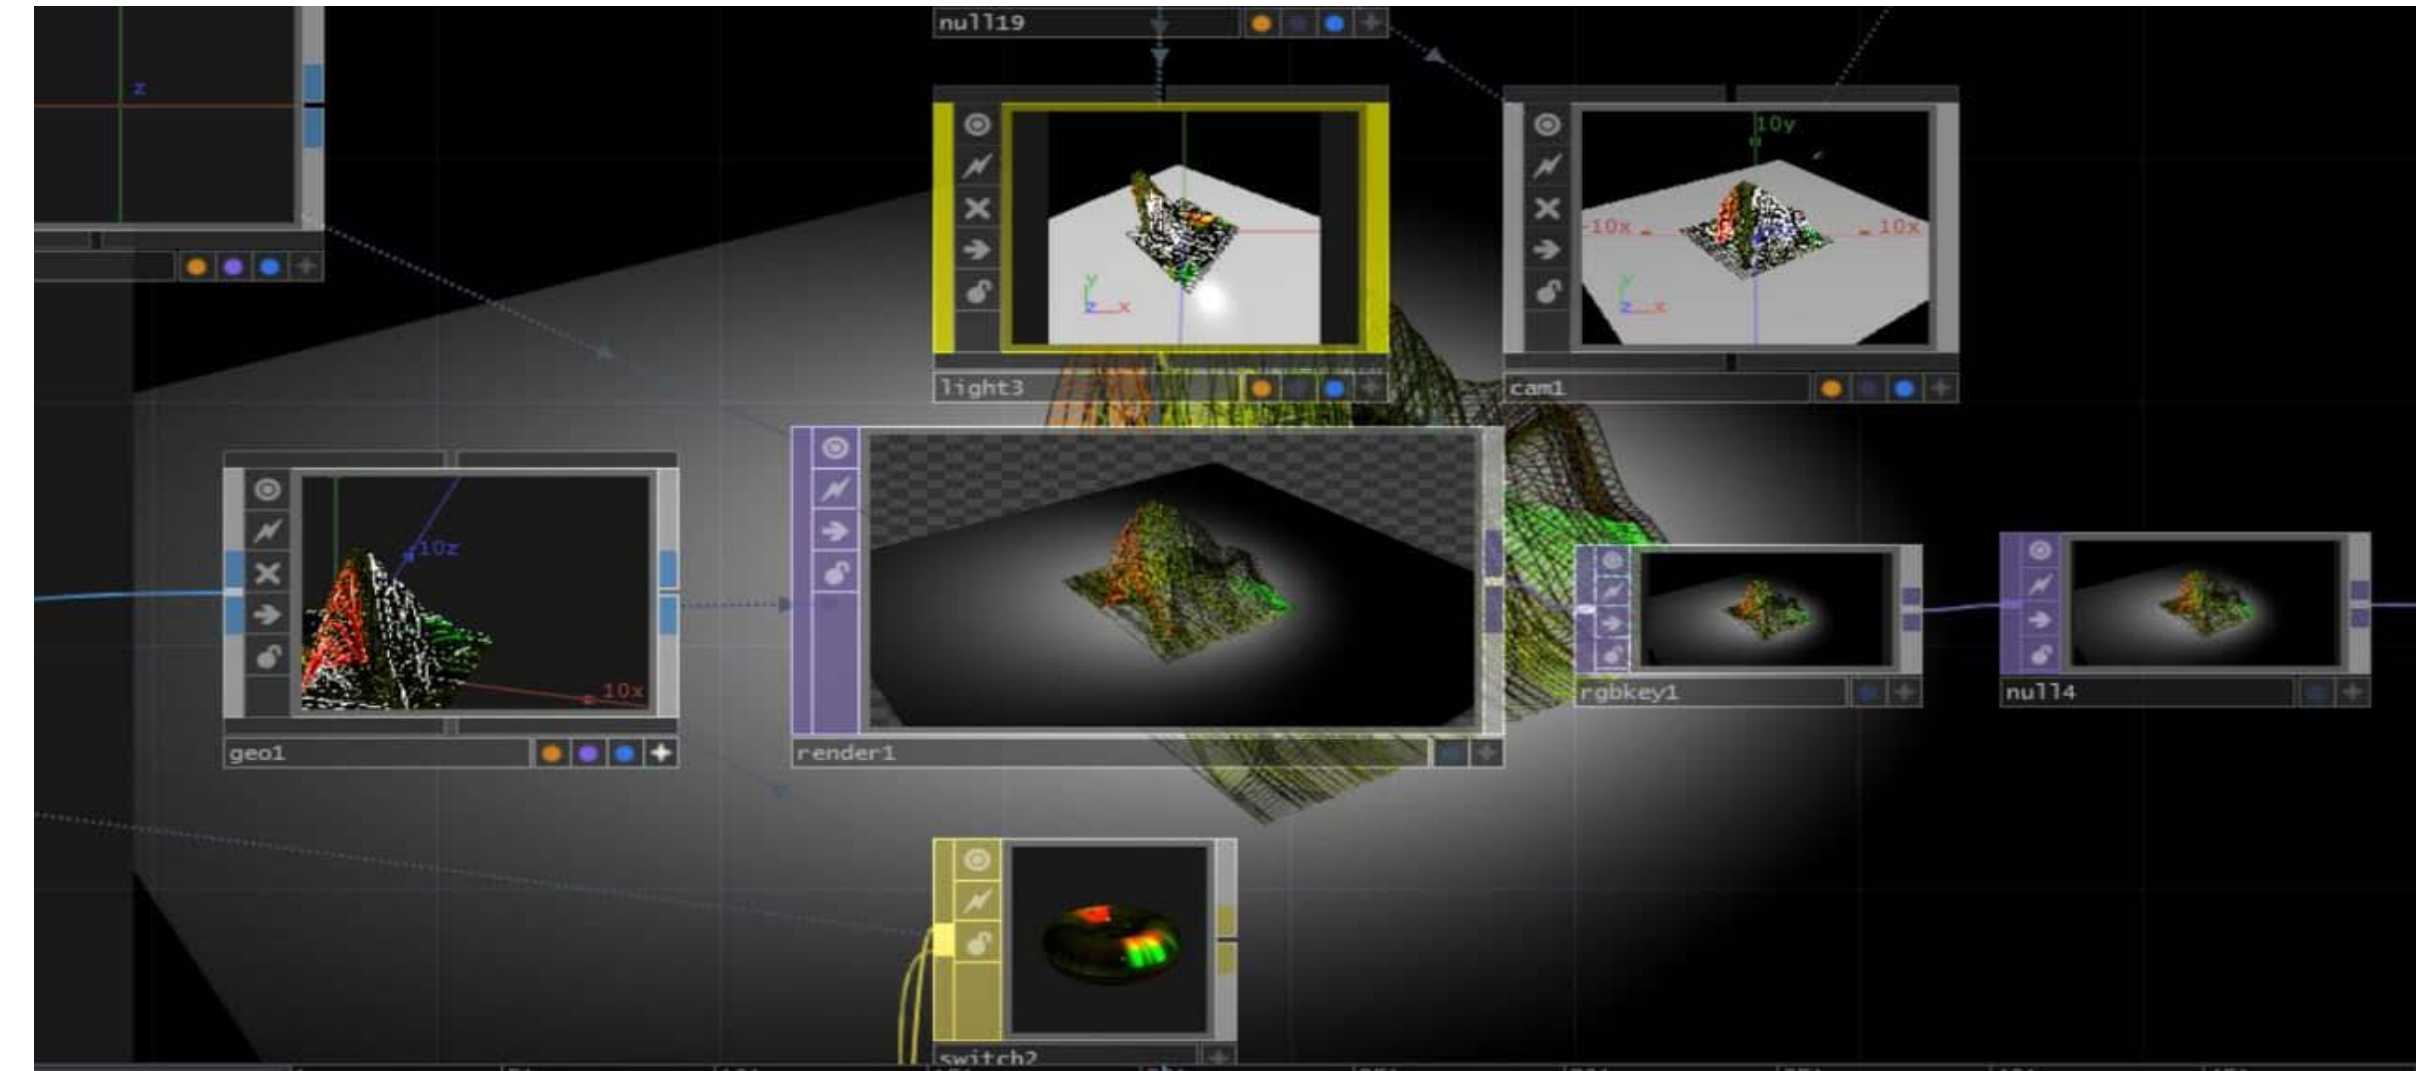 null19
z
10y
-10x
10x
y
z x
y
z x
light3
cam1
10z
10x
geo1
render1
rgbkey1
null4
switch2